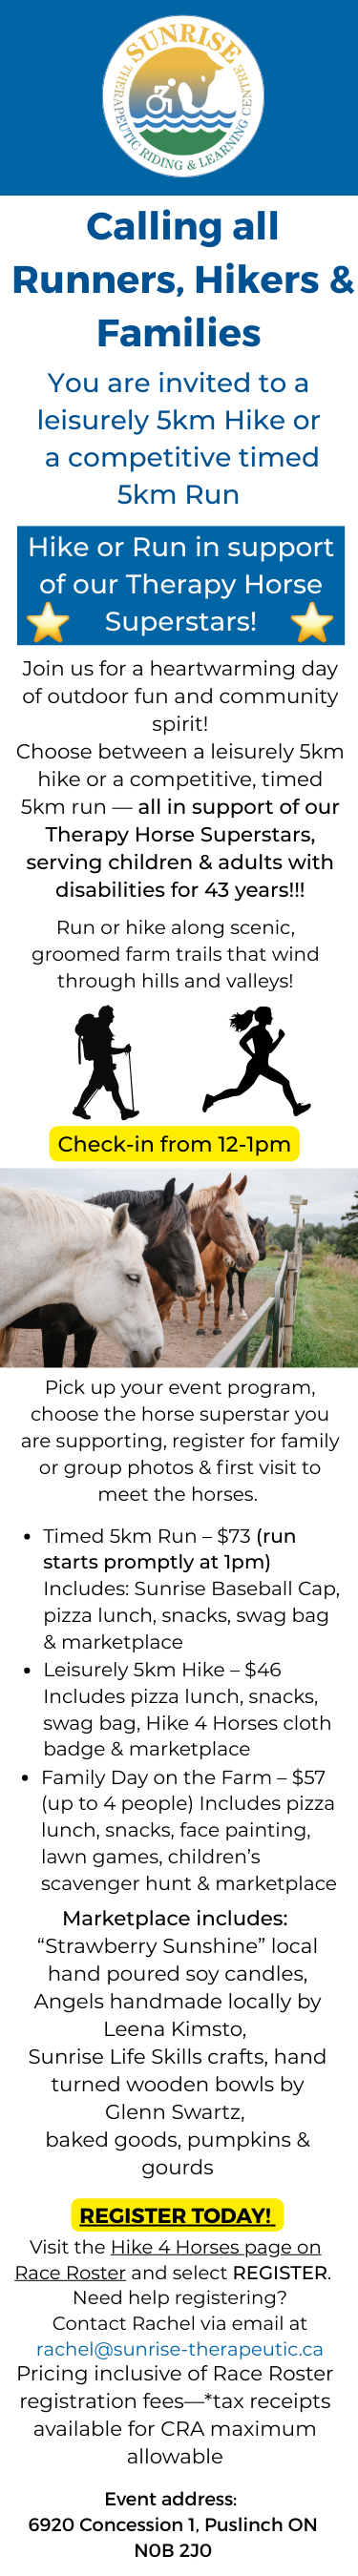 SUNRISE
THERAPEUTIC RIDING & LEARNING CENTRE
Calling all
Runners, Hikers &
Families
You are invited to a
leisurely 5km Hike or
a competitive timed
5km Run
Hike or Run in support
of our Therapy Horse
Superstars!
Join us for a heartwarming day
of outdoor fun and community
spirit!
Choose between a leisurely 5km
hike or a competitive, timed
5km run — all in support of our
Therapy Horse Superstars,
serving children & adults with
disabilities for 43 years!!!
Run or hike along scenic,
groomed farm trails that wind
through hills and valleys!
Check-in from 12-1pm
Pick up your event program,
choose the horse superstar you
are supporting, register for family
or group photos & first visit to
meet the horses.
• Timed 5km Run – $73 (run
starts promptly at 1pm)
Includes: Sunrise Baseball Cap,
pizza lunch, snacks, swag bag
& marketplace
• Leisurely 5km Hike – $46
Includes pizza lunch, snacks,
swag bag, Hike 4 Horses cloth
badge & marketplace
• Family Day on the Farm – $57
(up to 4 people) Includes pizza
lunch, snacks, face painting,
lawn games, children's
scavenger hunt & marketplace
Marketplace includes:
“Strawberry Sunshine” local
hand poured soy candles,
Angels handmade locally by
Leena Kimsto,
Sunrise Life Skills crafts, hand
turned wooden bowls by
Glenn Swartz,
baked goods, pumpkins &
gourds
REGISTER TODAY!
Visit the Hike 4 Horses page on
Race Roster and select REGISTER.
Need help registering?
Contact Rachel via email at
rachel@sunrise-therapeutic.ca
Pricing inclusive of Race Roster
registration fees—*tax receipts
available for CRA maximum
allowable
Event address:
6920 Concession 1, Puslinch ON
N0B 2J0